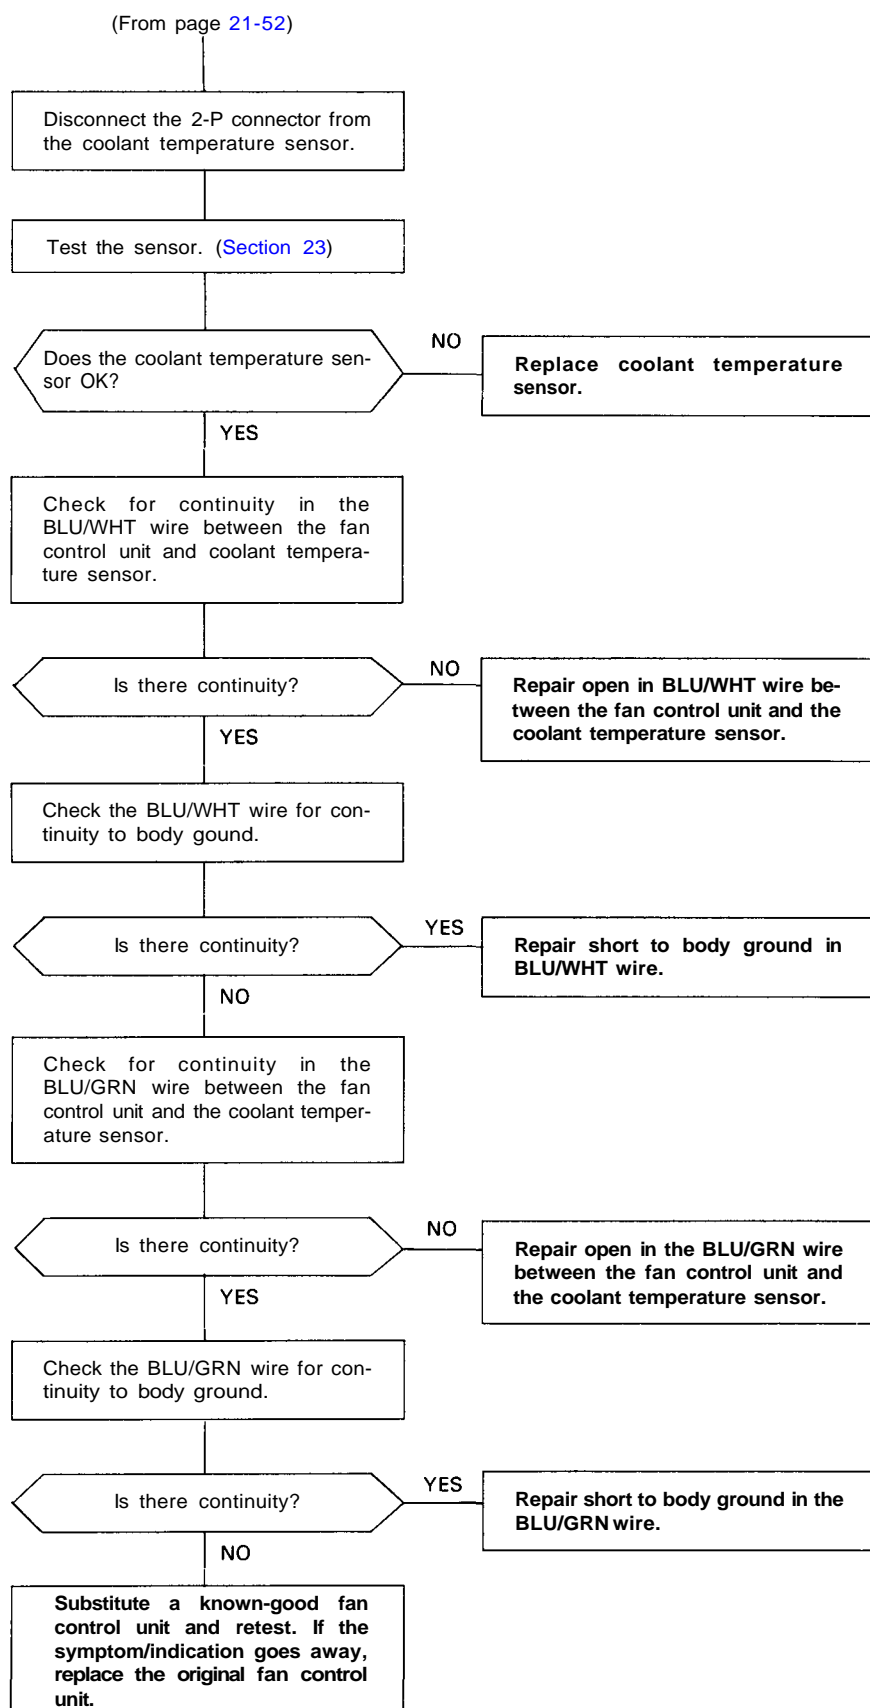 (From page 21-52)
Disconnect the 2-P connector from
the coolant temperature sensor.
Test the sensor. (Section 23)
Does the coolant temperature sen-
sor OK?
NO
Replace coolant temperature
sensor.
YES
Check for continuity in the
BLU/WHT wire between the fan
control unit and coolant tempera-
ture sensor.
Is there continuity?
NO
Repair open in BLU/WHT wire be-
tween the fan control unit and the
coolant temperature sensor.
YES
Check the BLU/WHT wire for con-
tinuity to body gound.
Is there continuity?
YES
Repair short to body ground in
BLU/WHT wire.
NO
Check for continuity in the
BLU/GRN wire between the fan
control unit and the coolant temper-
ature sensor.
Is there continuity?
NO
Repair open in the BLU/GRN wire
between the fan control unit and
the coolant temperature sensor.
YES
Check the BLU/GRN wire for con-
tinuity to body ground.
Is there continuity?
YES
Repair short to body ground in the
BLU/GRN wire.
NO
Substitute a known-good fan
control unit and retest. If the
symptom/indication goes away,
replace the original fan control
unit.